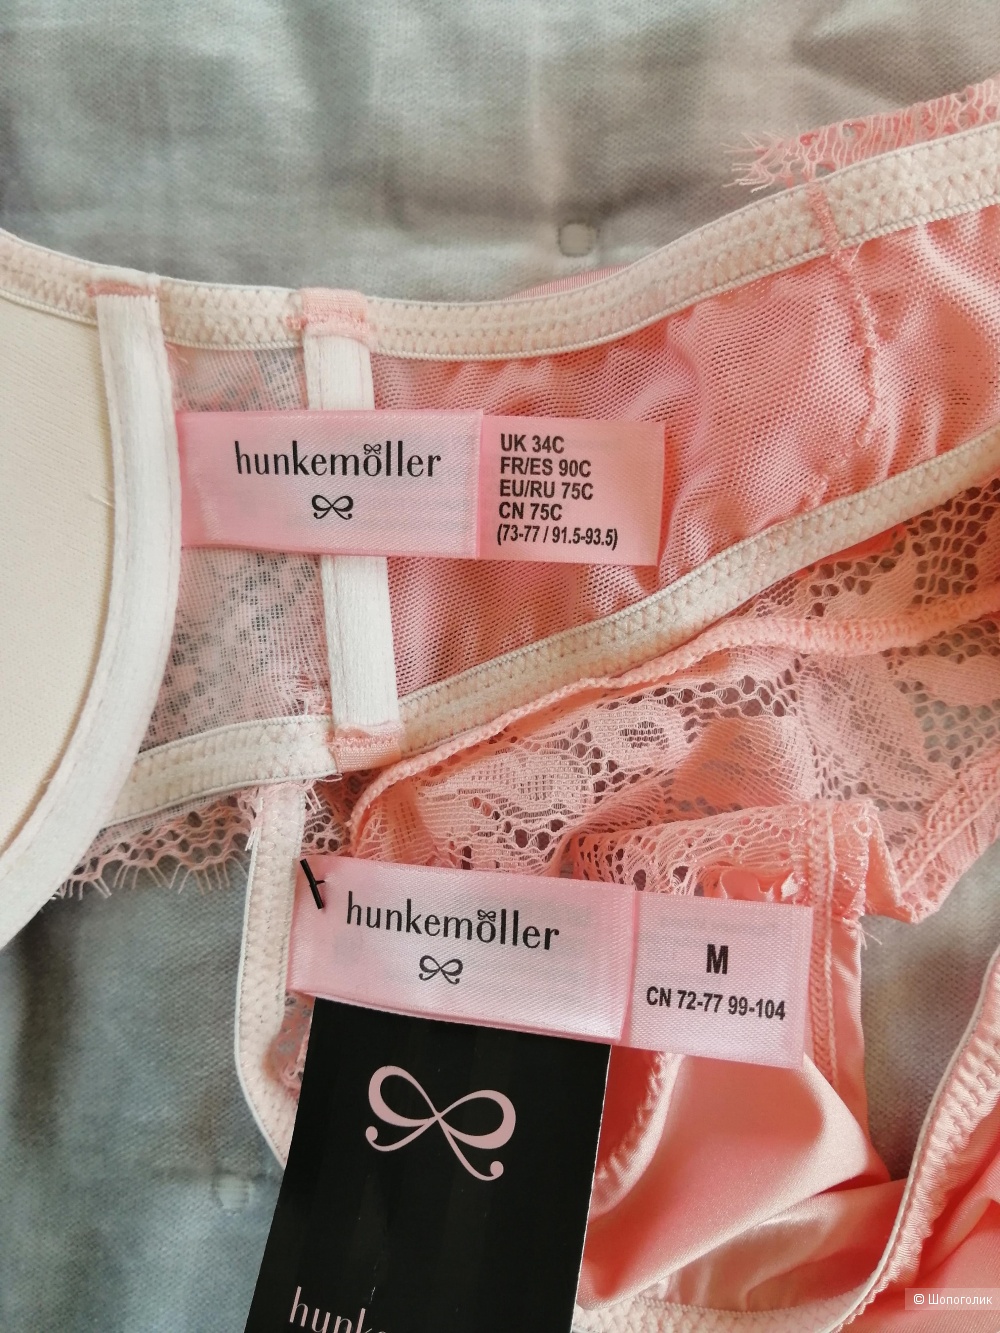 hunkemöller
UK 34C
FR/ES 90C
EU/RU 75C
CN 75C
(73-77 / 91.5-93.5)
hunkemöller
M
CN 72-77 99-104
© Шопоголик